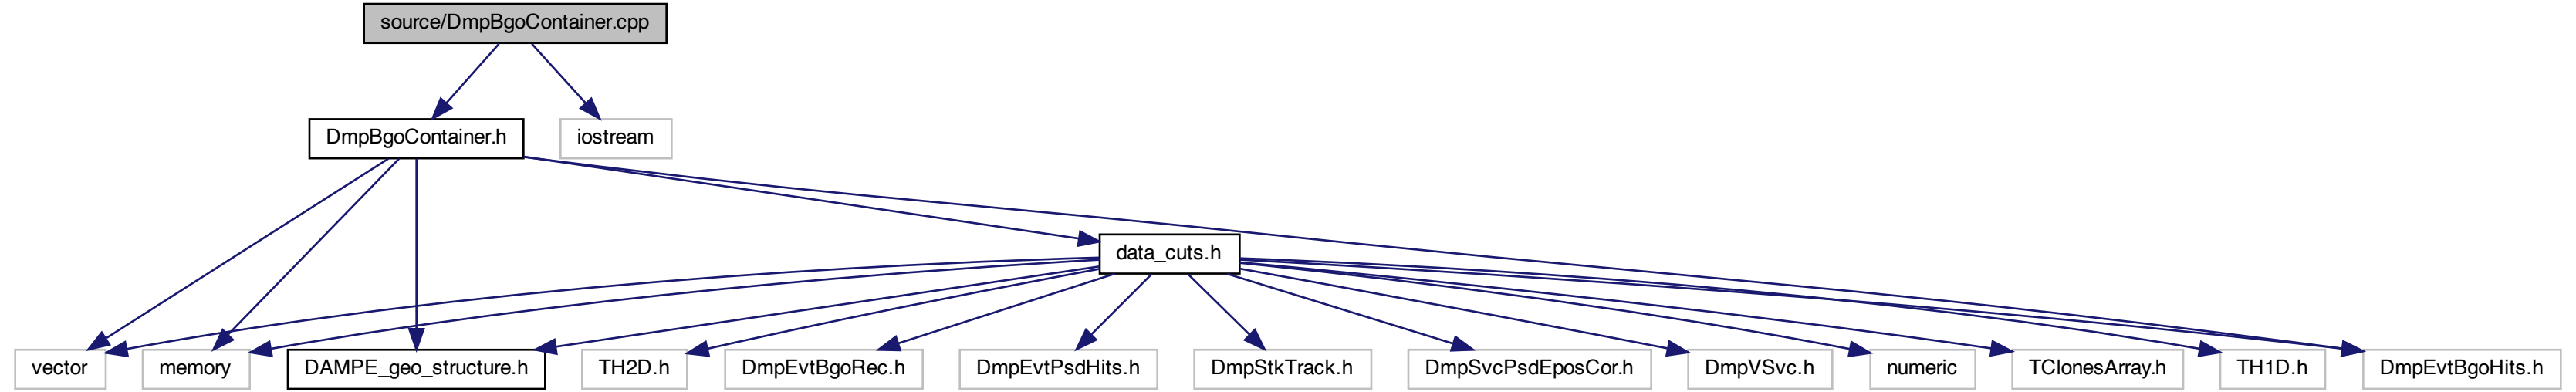 source/DmpBgoContainer.cpp
DmpBgoContainer.h
iostream
data_cuts.h
vector
memory
DAMPE_geo_structure.h
TH2D.h
DmpEvtBgoRec.h
DmpEvtPsdHits.h
DmpStkTrack.h
DmpSvcPsdEposCor.h
DmpVSvc.h
numeric
TClonesArray.h
TH1D.h
DmpEvtBgoHits.h